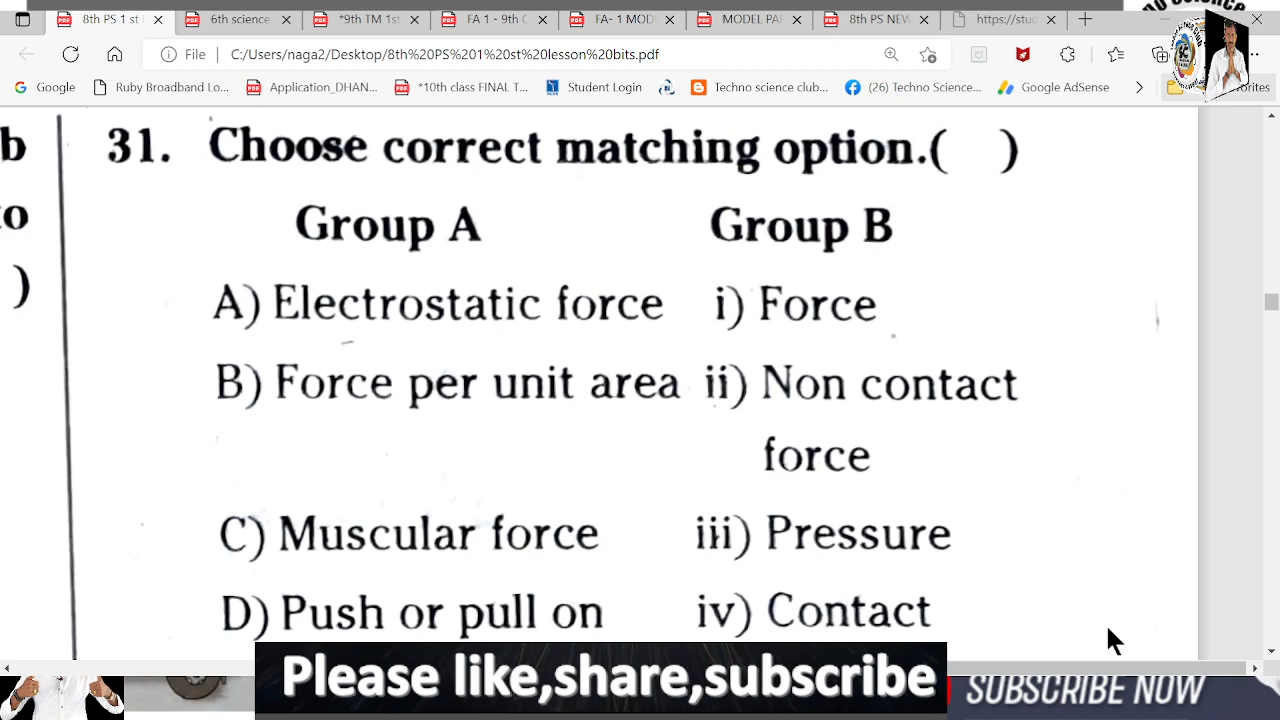 8th PS 1 st l
6th science
*9th TM 1st
FA 1 - 9th C
FA- 1MOD
MODEL PAP
8th PS NEW
https://stud
File
C:/Users/naga2/Desktop/8th%20PS%201%20st%20lesson%20bits.pdf
Google
Ruby Broadband Lo...
Application_DHAN...
*10th class FINAL T...
Student Login
Techno science club...
(26) Techno Science...
Google AdSense
b
31. Choose correct matching option.( )
to
Group A Group B
)
A) Electrostatic force i) Force
B) Force per unit area ii) Non contact
force
C) Muscular force iii) Pressure
D) Push or pull on iv) Contact
Please like,share,subscribe
SUBSCRIBE NOW